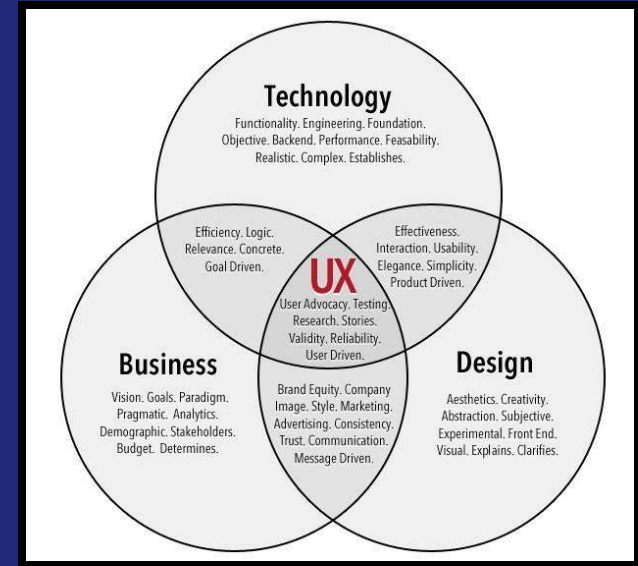 Technology
Functionality. Engineering. Foundation.
Objective. Backend. Performance. Feasability.
Realistic. Complex. Establishes.
Efficiency. Logic.
Relevance. Concrete.
Goal Driven.
Effectiveness.
Interaction. Usability.
Elegance. Simplicity.
Product Driven.
UX
User Advocacy. Testing.
Research. Stories.
Validity. Reliability.
User Driven.
Business
Vision. Goals. Paradigm.
Pragmatic. Analytics.
Demographic. Stakeholders.
Budget. Determines.
Brand Equity. Company
Image. Style. Marketing.
Advertising. Consistency.
Trust. Communication.
Message Driven.
Design
Aesthetics. Creativity.
Abstraction. Subjective.
Experimental. Front End.
Visual. Explains. Clarifies.